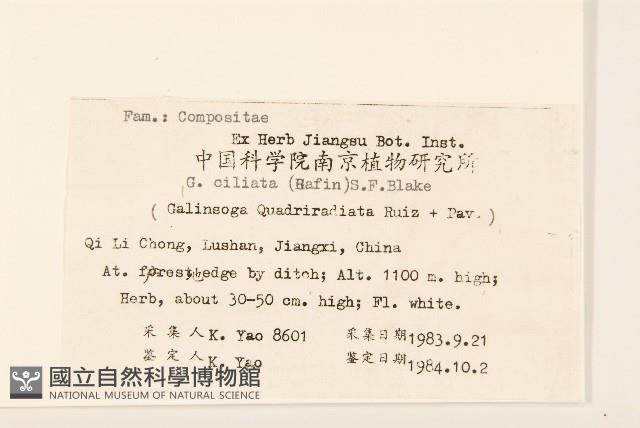 Fam.: Compositae
Ex Herb Jiangsu Bot. Inst.
中国科学院南京植物研究所
G. ciliata (Rafin)S.F.Blake
( Galinsoga Quadriradiata Ruiz + Pav. )
Qi Li Chong, Lushan, Jiangxi, China
At. forest edge by ditch; Alt. 1100 m. high;
Herb, about 30-50 cm. high; Fl. white.
采集人 K. Yao 8601 采集日期 1983.9.21
鉴定人 K. Yao 鉴定日期 1984.10.2
國立自然科學博物館
NATIONAL MUSEUM OF NATURAL SCIENCE